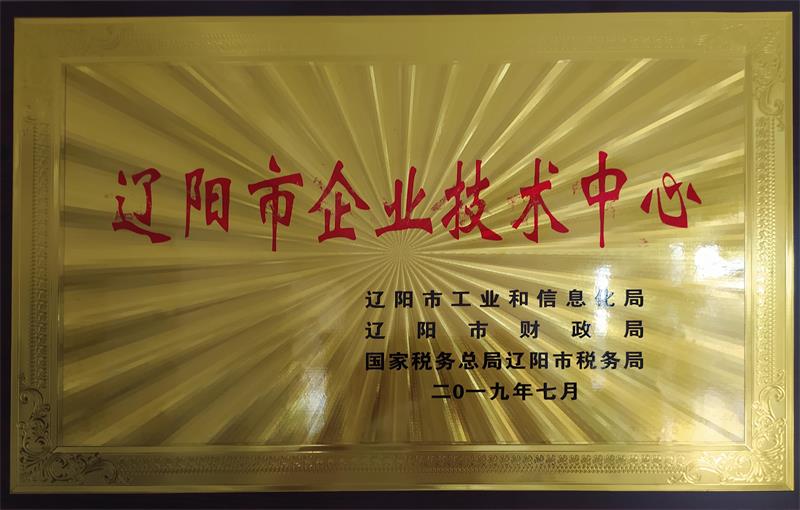 辽阳市企业技术中心
辽阳市工业和信息化局
辽阳市财政局
国家税务总局辽阳市税务局
二0一九年七月